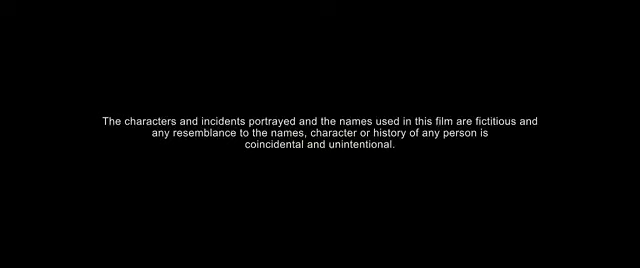 The characters and incidents portrayed and the names used in this film are fictitious and
any resemblance to the names, character or history of any person is
coincidental and unintentional.